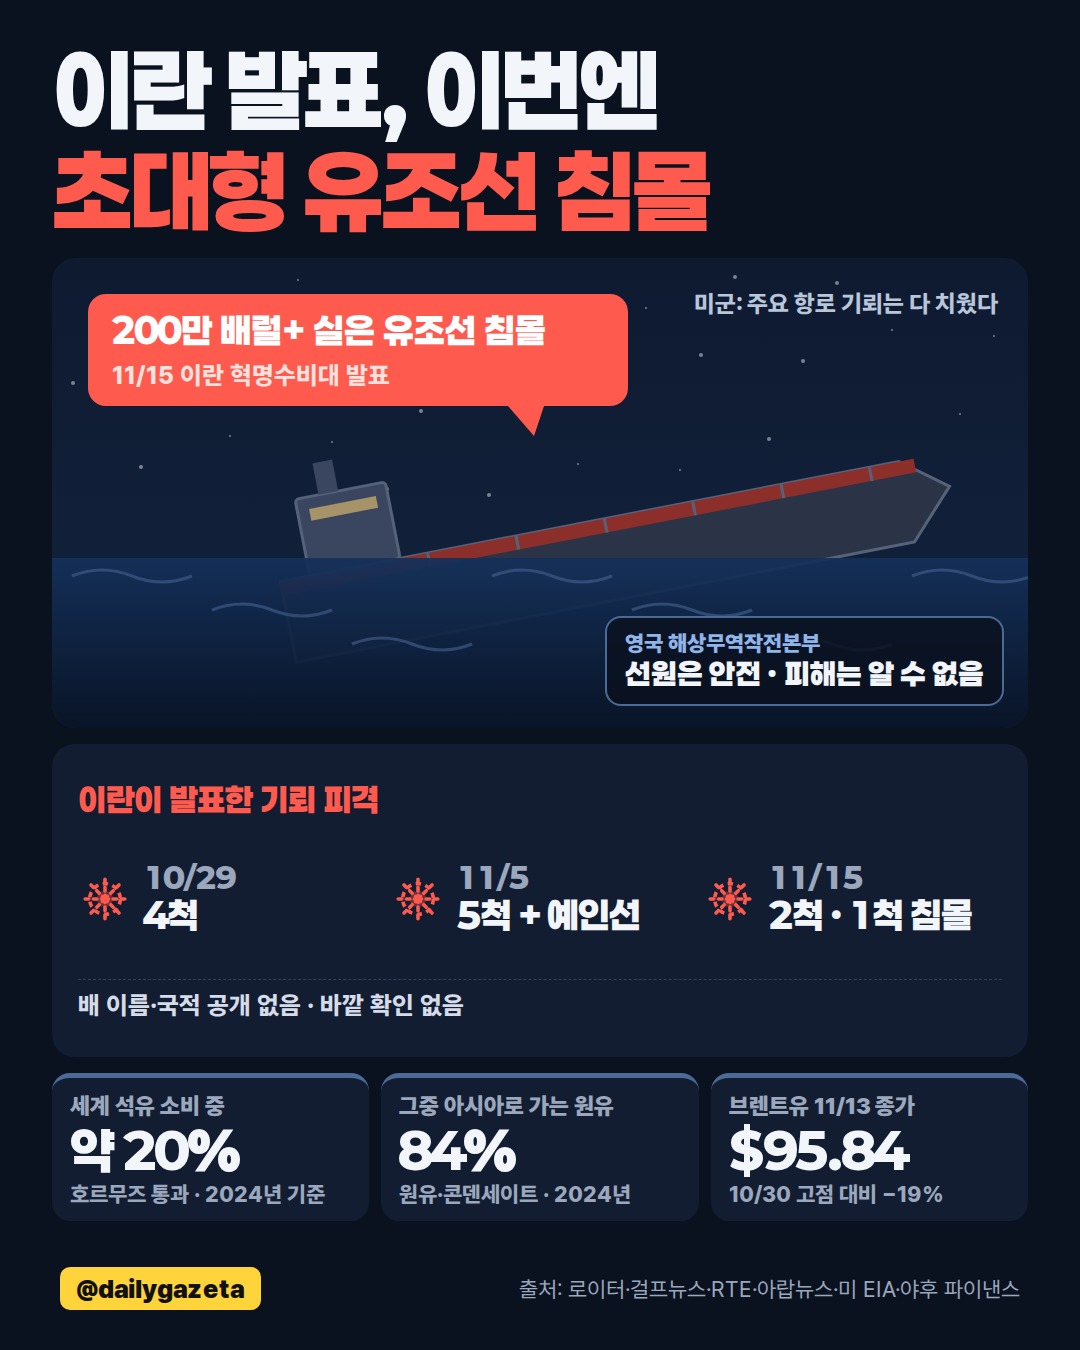 이란 발표, 이번엔
초대형 유조선 침몰
200만 배럴+ 실은 유조선 침몰
11/15 이란 혁명수비대 발표
미군: 주요 항로 기뢰는 다 치웠다
영국 해상무역작전본부
선원은 안전 · 피해는 알 수 없음
이란이 발표한 기뢰 피격
10/29
4척
11/5
5척 + 예인선
11/15
2척 · 1척 침몰
배 이름·국적 공개 없음 · 바깥 확인 없음
세계 석유 소비 중
약 20%
호르무즈 통과 · 2024년 기준
그중 아시아로 가는 원유
84%
원유·콘덴세이트 · 2024년
브렌트유 11/13 종가
$95.84
10/30 고점 대비 −19%
@dailygazeta
출처: 로이터·걸프뉴스·RTE·아랍뉴스·미 EIA·야후 파이낸스